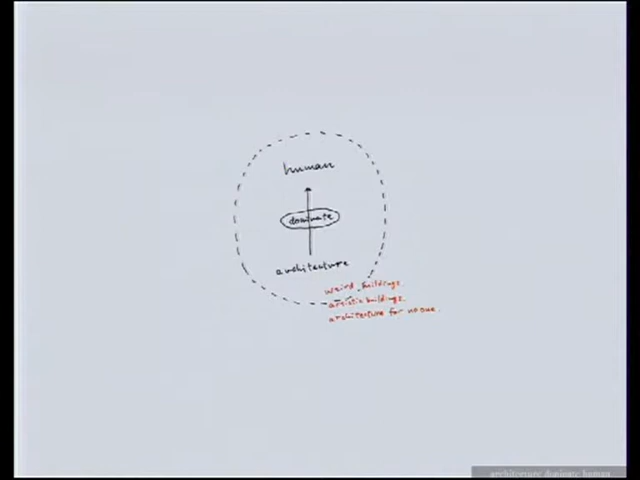 human
dominate
architecture
weird buildings.
artistic buildings.
architecture for no one.
architecture dominate human